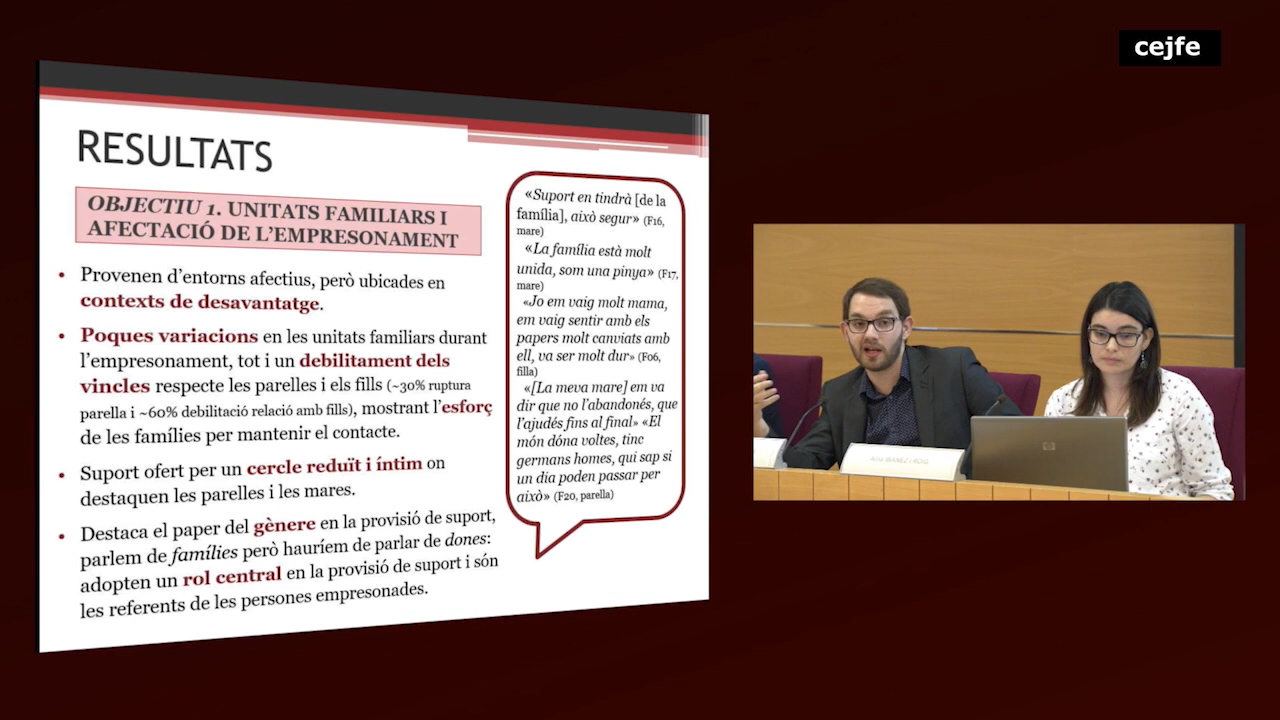 cejfe
RESULTATS
OBJECTIU 1. UNITATS FAMILIARS I
AFECTACIÓ DE L'EMPRESONAMENT
• Provenen d'entorns afectius, però ubicades en
contexts de desavantatge.
• Poques variacions en les unitats familiars durant
l'empresonament, tot i un debilitament dels
vincles respecte les parelles i els fills (~30% ruptura
parella i ~60% debilitació relació amb fills), mostrant l'esforç
de les famílies per mantenir el contacte.
• Suport ofert per un cercle reduït i íntim on
destaquen les parelles i les mares.
• Destaca el paper del gènere en la provisió de suport,
parlem de famílies però hauríem de parlar de dones:
adopten un rol central en la provisió de suport i són
les referents de les persones empresonades.
«Suport en tindrà [de la
família], això segur» (F16,
mare)
«La família està molt
unida, som una pinya» (F17,
mare)
«Jo em vaig molt mama,
em vaig sentir amb els
papers molt canviats amb
ell, va ser molt dur» (F06,
filla)
«[La meva mare] em va
dir que no l'abandonés, que
l'ajudés fins al final» «El
món dóna voltes, tinc
germans homes, qui sap si
un dia poden passar per
això» (F20, parella)